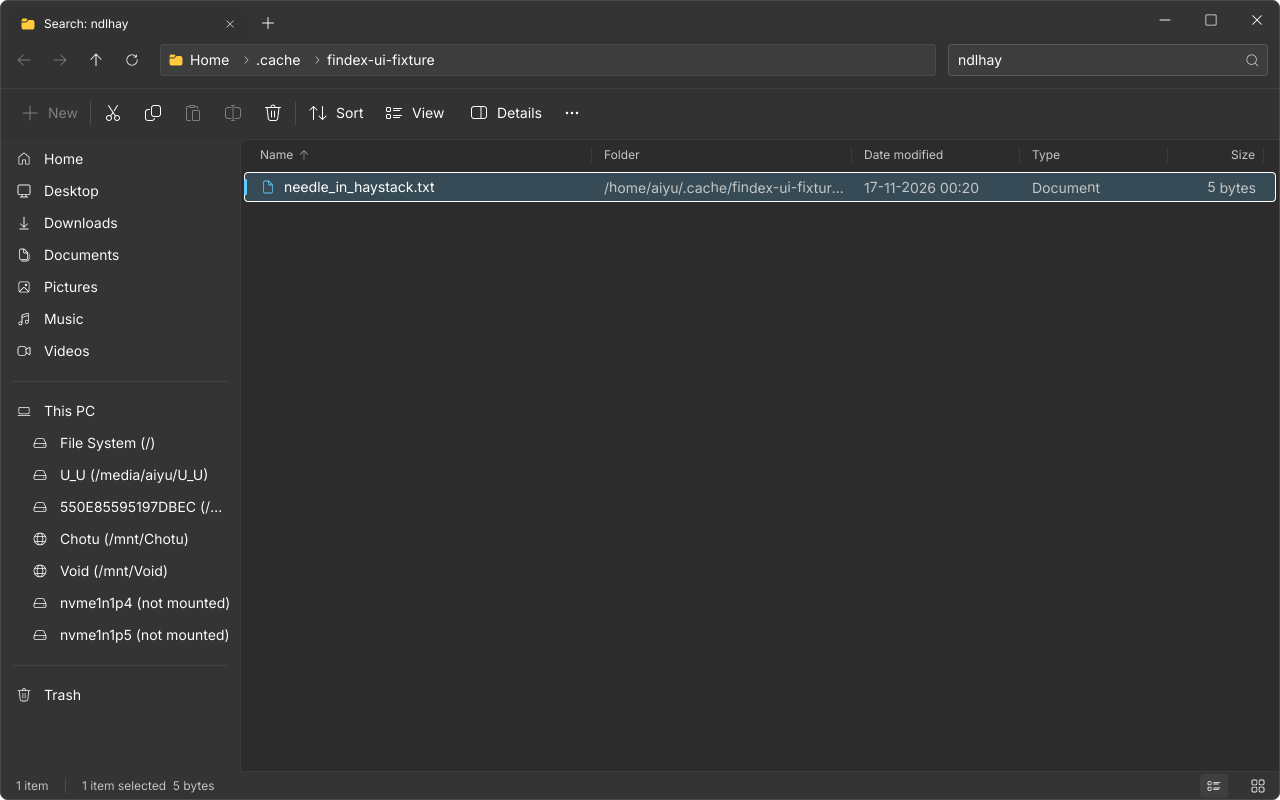 Search: ndlhay
Home .cache findex-ui-fixture
ndlhay
New Sort View Details ...
Home
Desktop
Downloads
Documents
Pictures
Music
Videos
This PC
File System (/)
U_U (/media/aiyu/U_U)
550E85595197DBEC (/...
Chotu (/mnt/Chotu)
Void (/mnt/Void)
nvme1n1p4 (not mounted)
nvme1n1p5 (not mounted)
Trash
Name Folder Date modified Type Size
needle_in_haystack.txt /home/aiyu/.cache/findex-ui-fixtur... 17-11-2026 00:20 Document 5 bytes
1 item 1 item selected 5 bytes